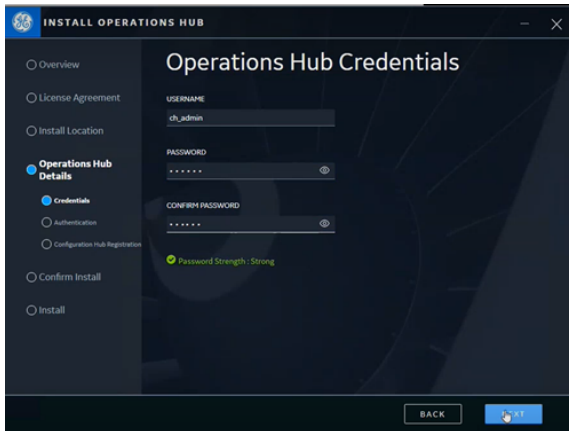 INSTALL OPERATIONS HUB
Overview
License Agreement
Install Location
Operations Hub
Details
Credentials
Authentication
Configuration Hub Registration
Confirm Install
Install
Operations Hub Credentials
USERNAME
ch_admin
PASSWORD
CONFIRM PASSWORD
Password Strength : Strong
BACK
NEXT